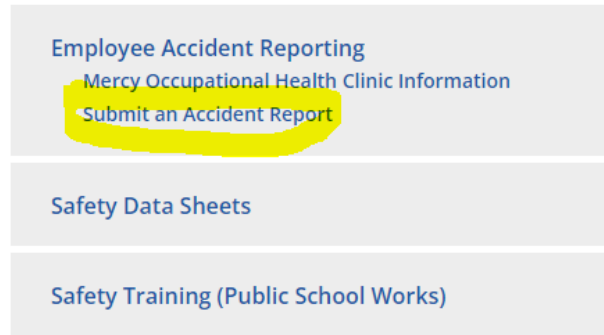 Employee Accident Reporting
Mercy Occupational Health Clinic Information
Submit an Accident Report
Safety Data Sheets
Safety Training (Public School Works)